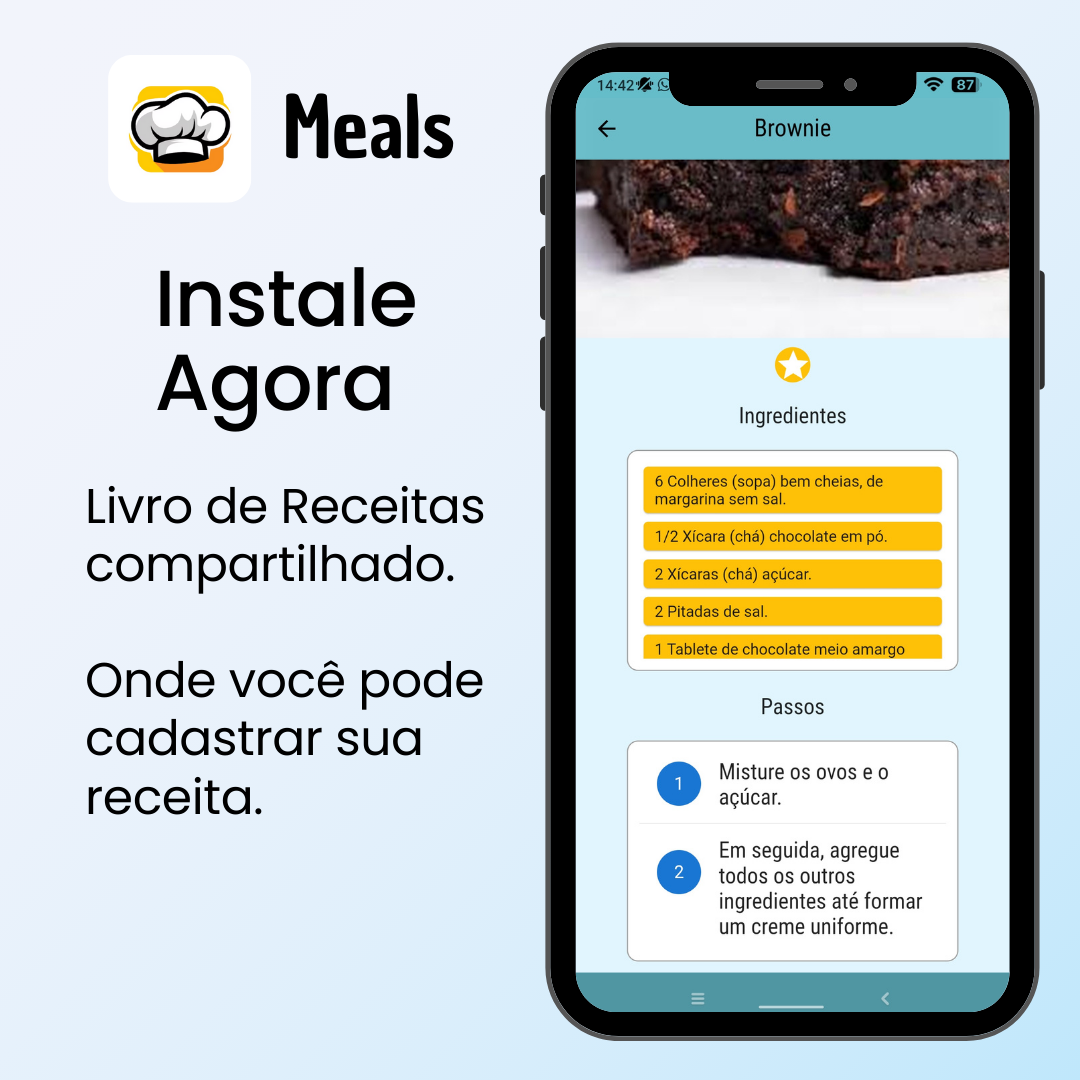 Meals
Instale
Agora
Livro de Receitas
compartilhado.
Onde você pode
cadastrar sua
receita.
14:42
87
Brownie
Ingredientes
6 Colheres (sopa) bem cheias, de
margarina sem sal.
1/2 Xícara (chá) chocolate em pó.
2 Xícaras (chá) açúcar.
2 Pitadas de sal.
1 Tablete de chocolate meio amargo
Passos
1
Misture os ovos e o
açúcar.
2
Em seguida, agregue
todos os outros
ingredientes até formar
um creme uniforme.